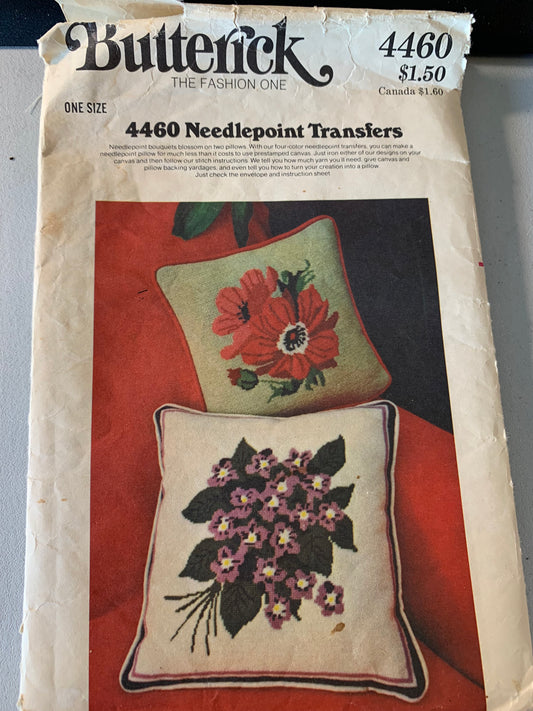 Butterick
THE FASHION ONE
4460
$1.50
Canada $1.60
ONE SIZE
4460 Needlepoint Transfers
Needlepoint bouquets blossom on two pillows. With our four-color needlepoint transfers, you can make a
needlepoint pillow for much less than it costs to use prestamped canvas. Just iron either of our designs on your
canvas and then follow our stitch instructions. We tell you how much yarn you'll need, give canvas and
pillow backing yardages, and even tell you how to turn your creation into a pillow.
Just check the envelope and instruction sheet